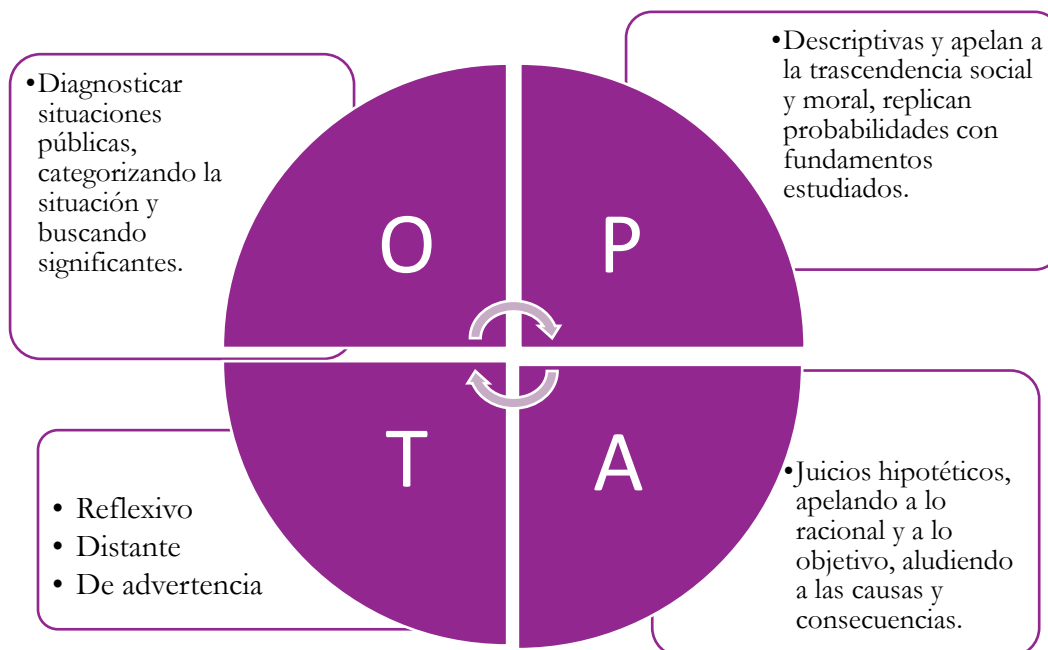 •Diagnosticar
situaciones
públicas,
categorizando la
situación y
buscando
significantes.
•Descriptivas y apelan a
la trascendencia social
y moral, replican
probabilidades con
fundamentos
estudiados.
O
P
T
A
• Reflexivo
• Distante
• De advertencia
•Juicios hipotéticos,
apelando a lo
racional y a lo
objetivo, aludiendo
a las causas y
consecuencias.